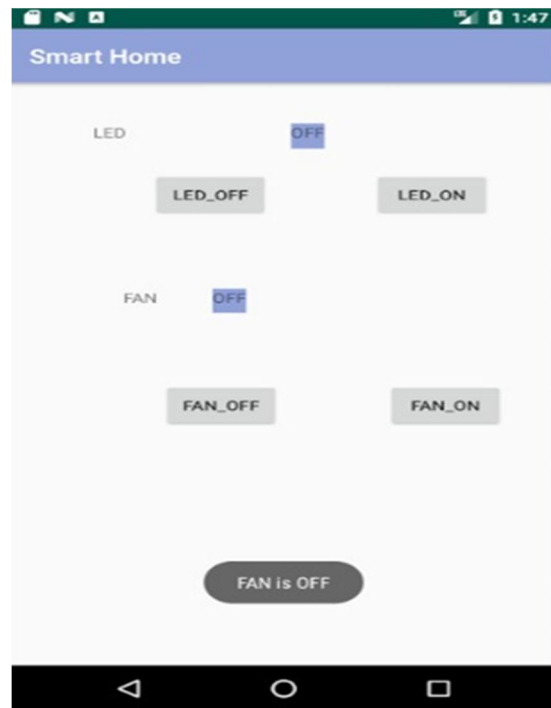 1:47
Smart Home
LED OFF
LED_OFF LED_ON
FAN OFF
FAN_OFF FAN_ON
FAN is OFF